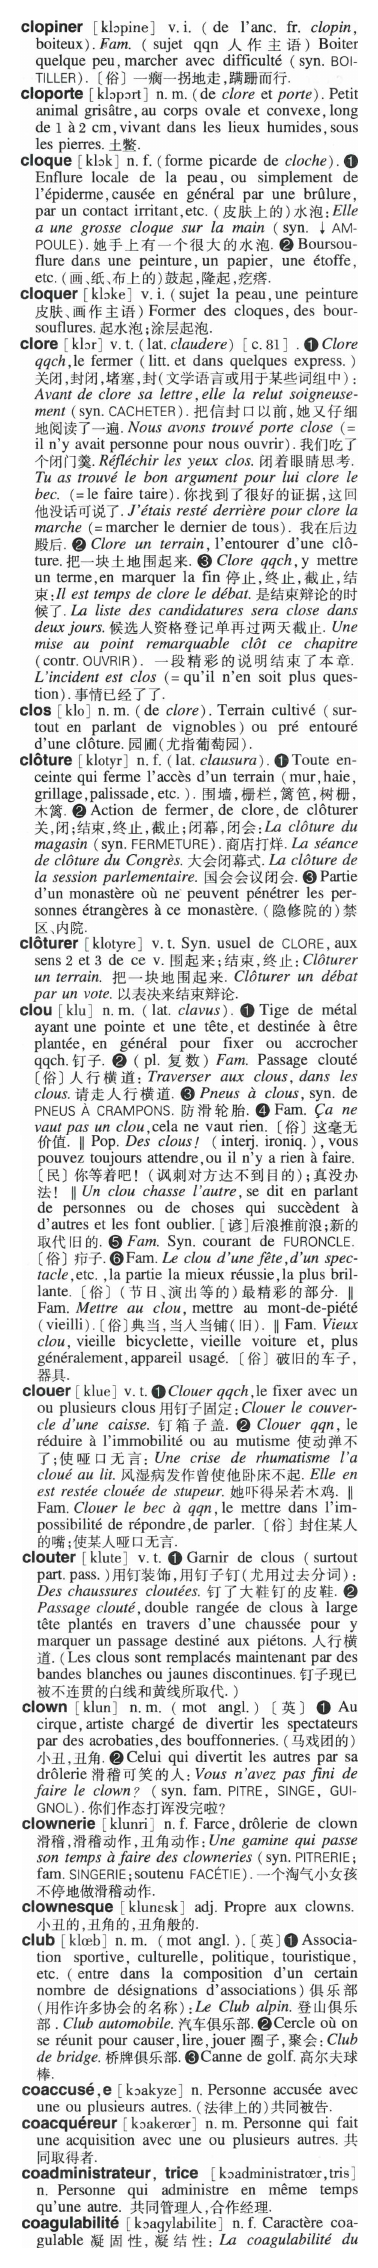 clopiner [klɔpine] v. i. ( de l'anc. fr. clopin,
boiteux). Fam. ( sujet qqn 人作主语) Boiter
quelque peu, marcher avec difficulté (syn. BOI-
TILLER). 〔俗〕一瘸一拐地走,蹒跚而行.
cloporte [klɔpɔrt] n. m. (de clore et porte). Petit
animal grisâtre, au corps ovale et convexe, long
de 1 à 2 cm, vivant dans les lieux humides, sous
les pierres. 土鳖.
cloque [klɔk] n. f. (forme picarde de cloche). ❶
Enflure locale de la peau, ou simplement de
l'épiderme, causée en général par une brûlure,
par un contact irritant, etc. (皮肤上的)水泡: Elle
a une grosse cloque sur la main (syn. ↓ AM-
POULE). 她手上有一个很大的水泡. ❷ Boursou-
flure dans une peinture, un papier, une étoffe,
etc. (画、纸、布上的)鼓起,隆起,疙瘩.
cloquer [klɔke] v. i. (sujet la peau, une peinture
皮肤、画作主语) Former des cloques, des bour-
souflures. 起水泡;涂层起泡.
clore [klɔr] v. t. (lat. claudere) [c. 81] . ❶ Clore
qqch, le fermer (litt. et dans quelques express. )
关闭,封闭,堵塞,封(文学语言或用于某些词组中):
Avant de clore sa lettre, elle la relut soigneuse-
ment (syn. CACHETER). 把信封口以前,她又仔细
地阅读了一遍. Nous avons trouvé porte close (=
il n'y avait personne pour nous ouvrir). 我们吃了
个闭门羹. Réfléchir les yeux clos. 闭着眼睛思考.
Tu as trouvé le bon argument pour lui clore le
bec. (= le faire taire). 你找到了很好的证据,这回
他没话可说了. J'étais resté derrière pour clore la
marche (= marcher le dernier de tous). 我在后边
殿后. ❷ Clore un terrain, l'entourer d'une clô-
ture. 把一块土地围起来. ❸ Clore qqch, y mettre
un terme, en marquer la fin 停止,终止,截止,结
束: Il est temps de clore le débat. 是结束辩论的时
候了. La liste des candidatures sera close dans
deux jours. 候选人资格登记单再过两天截止. Une
mise au point remarquable clôt ce chapitre
(contr. OUVRIR). 一段精彩的说明结束了本章.
L'incident est clos (= qu'il n'en soit plus ques-
tion). 事情已经了了.
clos [klo] n. m. (de clore). Terrain cultivé (sur-
tout en parlant de vignobles) ou pré entouré
d'une clôture. 园圃(尤指葡萄园).
clôture [klotyr] n. f. (lat. clausura). ❶ Toute en-
ceinte qui ferme l'accès d'un terrain (mur, haie,
grillage, palissade, etc. ). 围墙,栅栏,篱笆,树栅,
木篱. ❷ Action de fermer, de clore, de clôturer
关,闭;结束,终止,截止;闭幕,闭会: La clôture du
magasin (syn. FERMETURE). 商店打烊. La séance
de clôture du Congrès. 大会闭幕式. La clôture de
la session parlementaire. 国会会议闭会. ❸ Partie
d'un monastère où ne peuvent pénétrer les per-
sonnes étrangères à ce monastère. (隐修院的)禁
区、内院.
clôturer [klotyre] v. t. Syn. usuel de CLORE, aux
sens 2 et 3 de ce v. 围起来;结束,终止: Clôturer
un terrain. 把一块地围起来. Clôturer un débat
par un vote. 以表决来结束辩论.
clou [klu] n. m. ( lat. clavus). ❶ Tige de métal
ayant une pointe et une tête, et destinée à être
plantée, en général pour fixer ou accrocher
qqch. 钉子. ❷ ( pl. 复数) Fam. Passage clouté
〔俗〕人行横道: Traverser aux clous, dans les
clous. 请走人行横道. ❸ Pneus à clous, syn. de
PNEUS À CRAMPONS. 防滑轮胎. ❹ Fam. Ça ne
vaut pas un clou, cela ne vaut rien. 〔俗〕这毫无
价值. ‖ Pop. Des clous! (interj. ironiq. ), vous
pouvez toujours attendre, ou il n'y a rien à faire.
〔民〕你等着吧! (讽刺对方达不到目的);真没办
法! ‖ Un clou chasse l'autre, se dit en parlant
de personnes ou de choses qui succèdent à
d'autres et les font oublier. [谚]后浪推前浪;新的
取代旧的. ❺ Fam. Syn. courant de FURONCLE.
〔俗〕疖子. ❻ Fam. Le clou d'une fête, d'un spec-
tacle, etc. , la partie la mieux réussie, la plus bril-
lante. 〔俗〕(节日、演出等的)最精彩的部分. ‖
Fam. Mettre au clou, mettre au mont-de-piété
(vieilli). 〔俗〕典当,当入当铺(旧). ‖ Fam. Vieux
clou, vieille bicyclette, vieille voiture et, plus
généralement, appareil usagé. 〔俗〕破旧的车子,
器具.
clouer [klue] v. t. ❶ Clouer qqch, le fixer avec un
ou plusieurs clous 用钉子固定: Clouer le couver-
cle d'une caisse. 钉箱子盖. ❷ Clouer qqn, le
réduire à l'immobilité ou au mutisme 使动弹不
了;使哑口无言: Une crise de rhumatisme l'a
cloué au lit. 风湿病发作曾使他卧床不起. Elle en
est restée clouée de stupeur. 她吓得呆若木鸡. ‖
Fam. Clouer le bec à qqn, le mettre dans l'im-
possibilité de répondre, de parler. 〔俗〕封住某人
的嘴;使某人哑口无言.
clouter [klute] v. t. ❶ Garnir de clous ( surtout
part. pass. )用钉装饰,用钉子钉(尤用过去分词):
Des chaussures cloutées. 钉了大鞋钉的皮鞋. ❷
Passage clouté, double rangée de clous à large
tête plantés en travers d'une chaussée pour y
marquer un passage destiné aux piétons. 人行横
道. (Les clous sont remplacés maintenant par des
bandes blanches ou jaunes discontinues. 钉子现已
被不连贯的白线和黄线所取代. )
clown [klun] n. m. ( mot angl. ) 〔英〕 ❶ Au
cirque, artiste chargé de divertir les spectateurs
par des acrobaties, des bouffonneries. (马戏团的)
小丑,丑角. ❷ Celui qui divertit les autres par sa
drôlerie 滑稽可笑的人: Vous n'avez pas fini de
faire le clown? (syn. fam. PITRE, SINGE, GUI-
GNOL). 你们作态打诨没完啦?
clownerie [klunri] n. f. Farce, drôlerie de clown
滑稽,滑稽动作,丑角动作: Une gamine qui passe
son temps à faire des clowneries (syn. PITRERIE;
fam. SINGERIE; soutenu FACÉTIE). 一个淘气小女孩
不停地做滑稽动作.
clownesque [klunɛsk] adj. Propre aux clowns.
小丑的,丑角的,丑角般的.
club [klœb] n. m. (mot angl. ). 〔英〕❶ Associa-
tion sportive, culturelle, politique, touristique,
etc. ( entre dans la composition d'un certain
nombre de désignations d'associations) 俱乐部
(用作许多协会的名称): Le Club alpin. 登山俱乐
部. Club automobile. 汽车俱乐部. ❷ Cercle où on
se réunit pour causer, lire, jouer 圈子,聚会: Club
de bridge. 桥牌俱乐部. ❸ Canne de golf. 高尔夫球
棒.
coaccusé, e [kɔakyze] n. Personne accusée avec
une ou plusieurs autres. (法律上的)共同被告.
coacquéreur [kɔakerœr] n. m. Personne qui fait
une acquisition avec une ou plusieurs autres. 共
同取得者.
coadministrateur, trice [kɔadministratœr, tris]
n. Personne qui administre en même temps
qu'une autre. 共同管理人,合作经理.
coagulabilité [kɔagylabilite] n. f. Caractère coa-
gulable 凝固性, 凝结性: La coagulabilité du